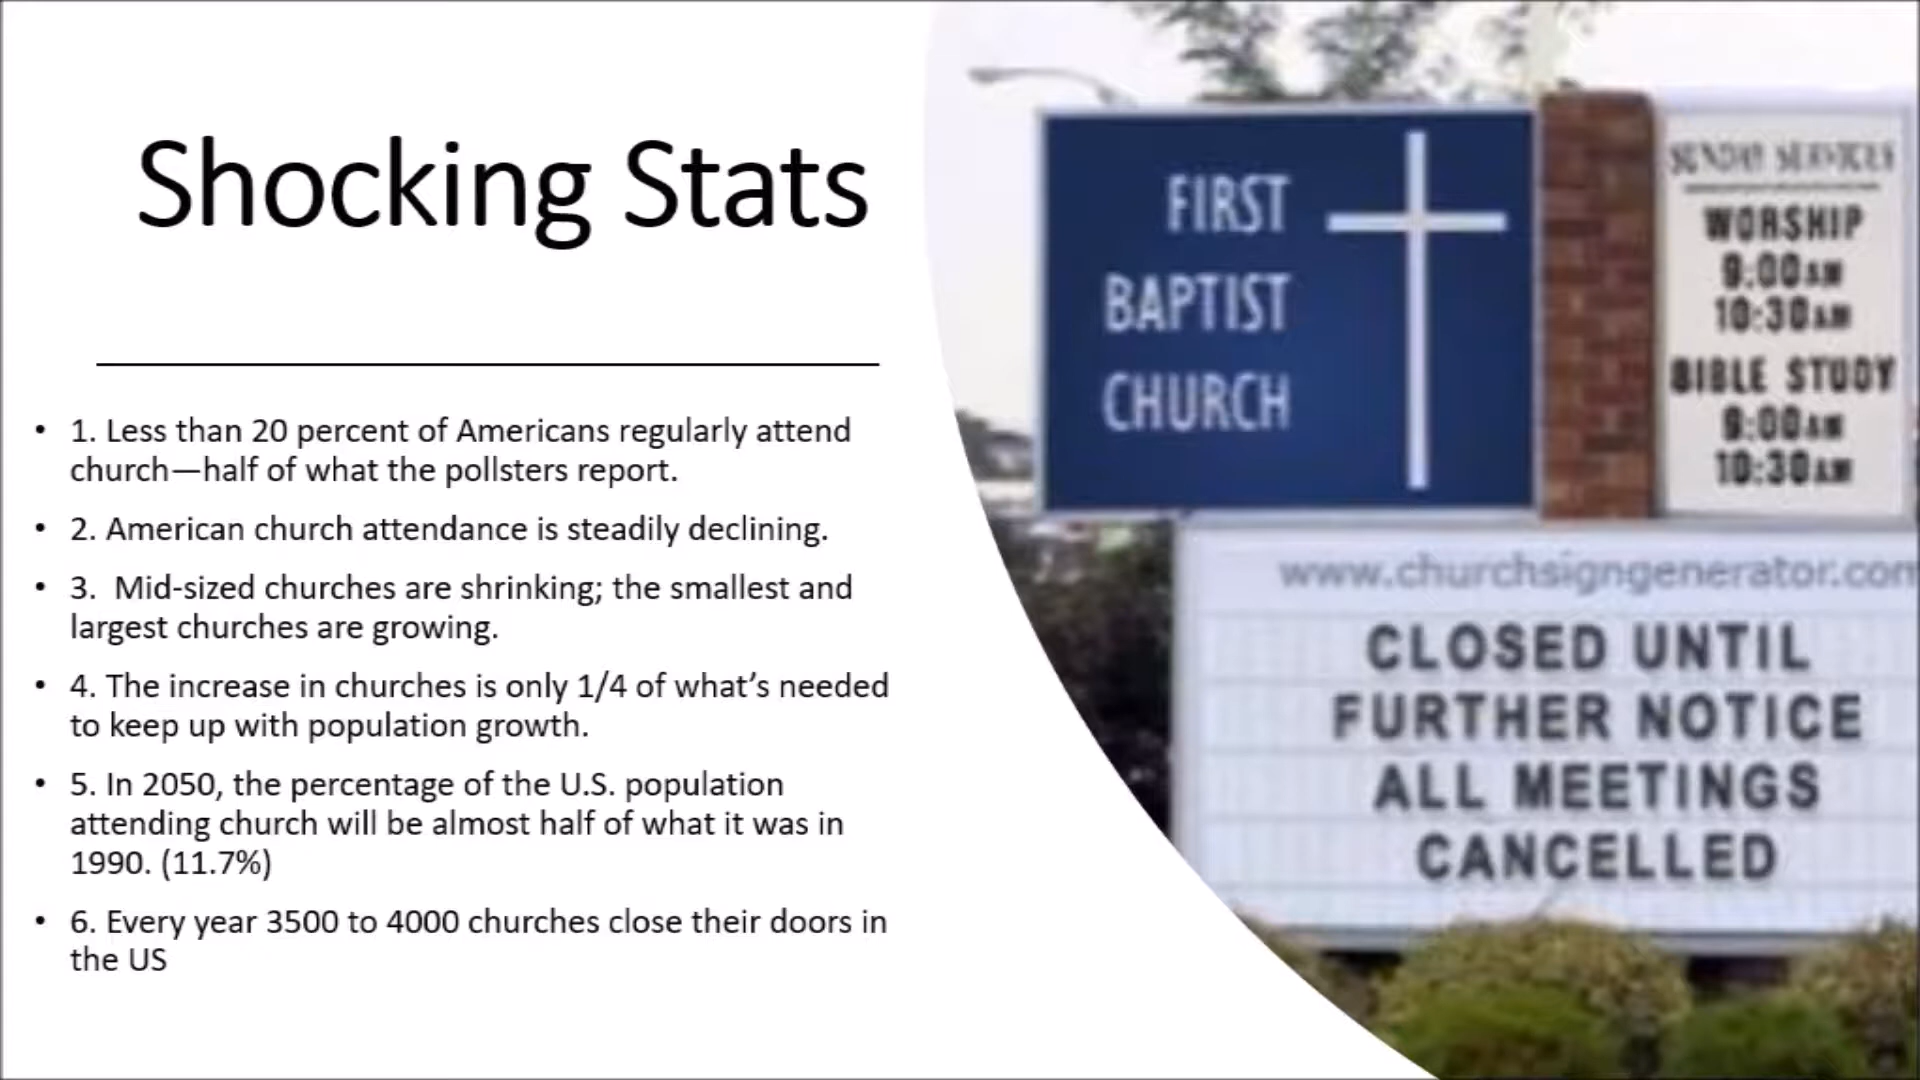 Shocking Stats
• 1. Less than 20 percent of Americans regularly attend
church—half of what the pollsters report.
• 2. American church attendance is steadily declining.
• 3.  Mid-sized churches are shrinking; the smallest and
largest churches are growing.
• 4. The increase in churches is only 1/4 of what’s needed
to keep up with population growth.
• 5. In 2050, the percentage of the U.S. population
attending church will be almost half of what it was in
1990. (11.7%)
• 6. Every year 3500 to 4000 churches close their doors in
the US
FIRST
BAPTIST
CHURCH
SUNDAY SERVICES
WORSHIP
9:00AM
10:30AM
BIBLE STUDY
9:00AM
10:30AM
www.churchsigngenerator.com
CLOSED UNTIL
FURTHER NOTICE
ALL MEETINGS
CANCELLED